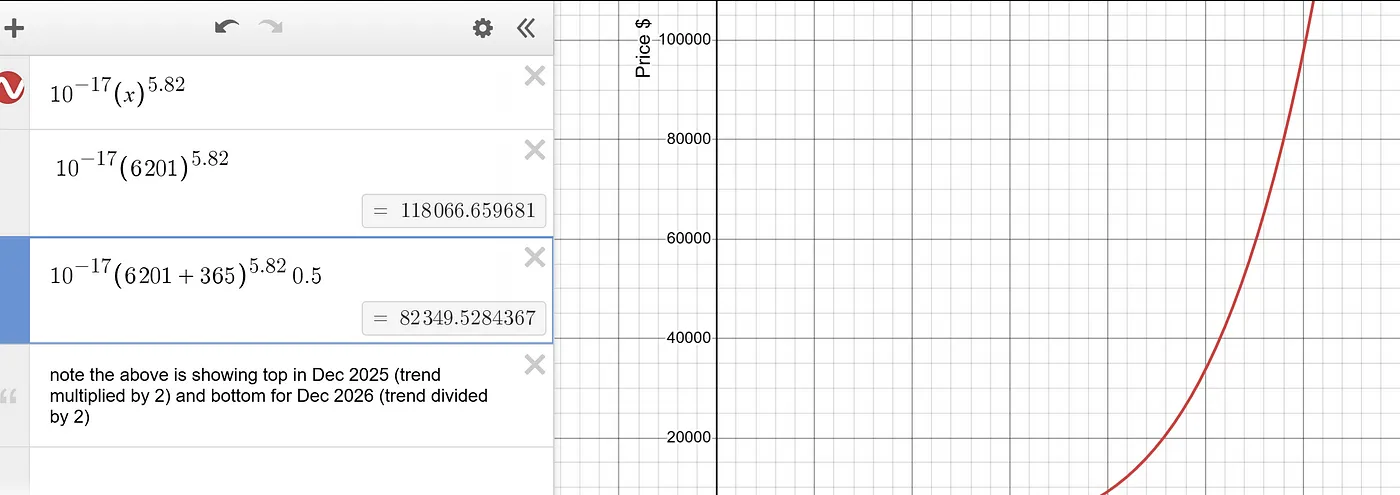 10^{-17}(x)^{5.82}
10^{-17}(6201)^{5.82}
= 118066.659681
10^{-17}(6201 + 365)^{5.82} 0.5
= 82349.5284367
note the above is showing top in Dec 2025 (trend
multiplied by 2) and bottom for Dec 2026 (trend divided
by 2)
Price $
100000
80000
60000
40000
20000